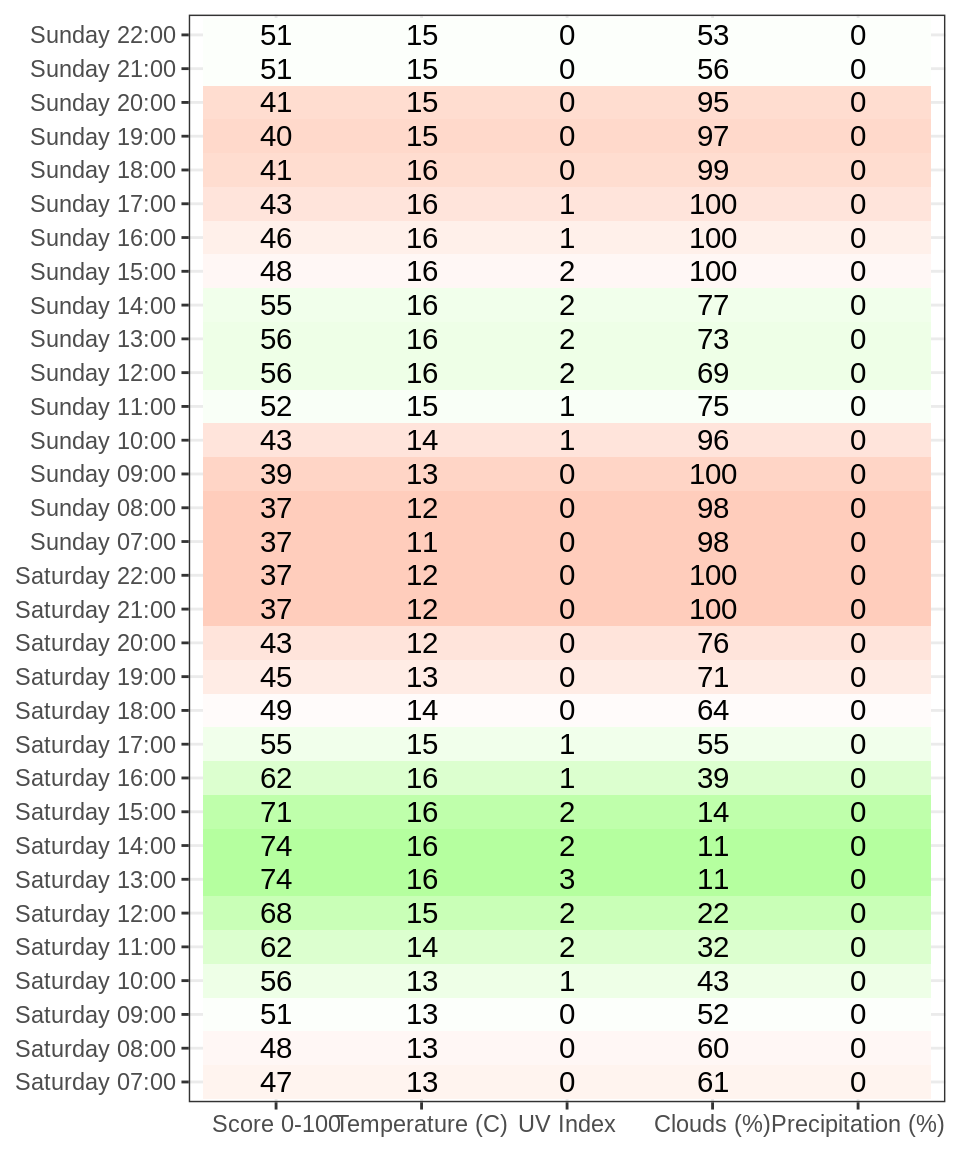 Sunday 22:00 51 15 0 53 0
Sunday 21:00 51 15 0 56 0
Sunday 20:00 41 15 0 95 0
Sunday 19:00 40 15 0 97 0
Sunday 18:00 41 16 0 99 0
Sunday 17:00 43 16 1 100 0
Sunday 16:00 46 16 1 100 0
Sunday 15:00 48 16 2 100 0
Sunday 14:00 55 16 2 77 0
Sunday 13:00 56 16 2 73 0
Sunday 12:00 56 16 2 69 0
Sunday 11:00 52 15 1 75 0
Sunday 10:00 43 14 1 96 0
Sunday 09:00 39 13 0 100 0
Sunday 08:00 37 12 0 98 0
Sunday 07:00 37 11 0 98 0
Saturday 22:00 37 12 0 100 0
Saturday 21:00 37 12 0 100 0
Saturday 20:00 43 12 0 76 0
Saturday 19:00 45 13 0 71 0
Saturday 18:00 49 14 0 64 0
Saturday 17:00 55 15 1 55 0
Saturday 16:00 62 16 1 39 0
Saturday 15:00 71 16 2 14 0
Saturday 14:00 74 16 2 11 0
Saturday 13:00 74 16 3 11 0
Saturday 12:00 68 15 2 22 0
Saturday 11:00 62 14 2 32 0
Saturday 10:00 56 13 1 43 0
Saturday 09:00 51 13 0 52 0
Saturday 08:00 48 13 0 60 0
Saturday 07:00 47 13 0 61 0
Score 0-100 Temperature (C) UV Index Clouds (%) Precipitation (%)